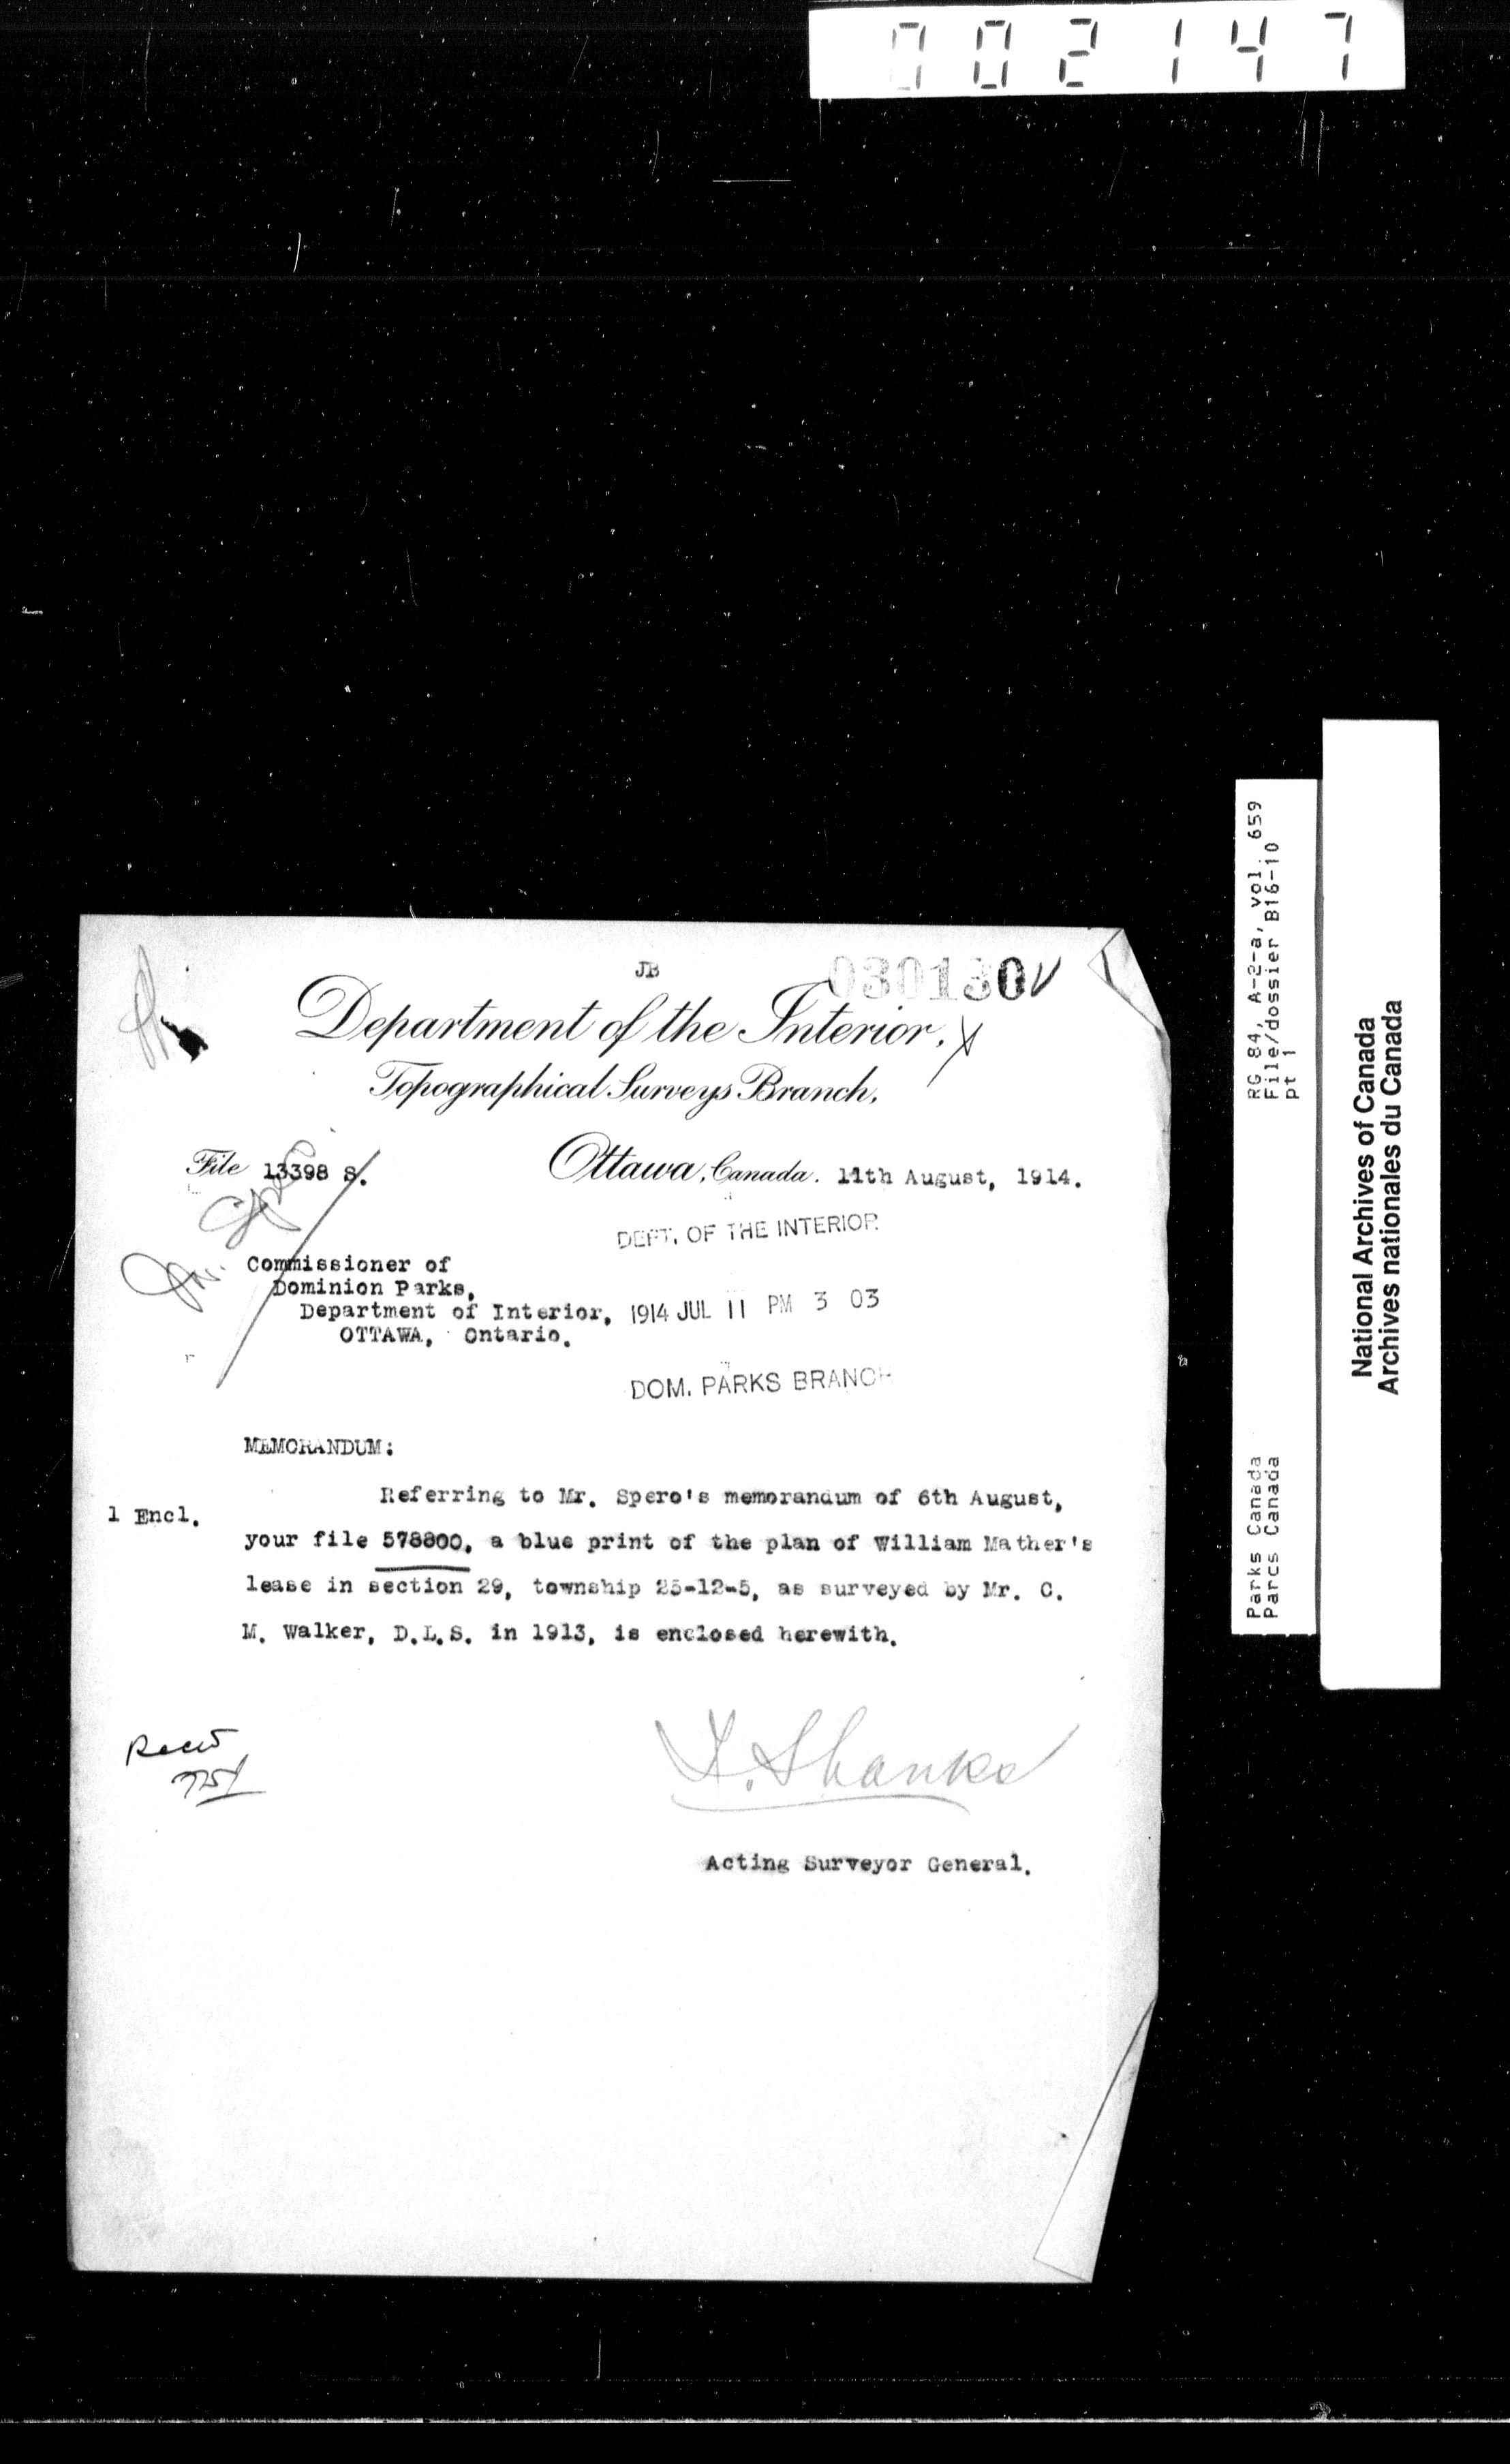 002147
JB
030130
Department of the Interior,
Topographical Surveys Branch,
File 13398 S.
Ottawa, Canada. 11th August, 1914.
DEPT. OF THE INTERIOR
Commissioner of
Dominion Parks,
Department of Interior,
OTTAWA, Ontario.
1914 JUL 11 PM 3 03
DOM. PARKS BRANCH
MEMORANDUM:
1 Encl.
Referring to Mr. Spero's memorandum of 6th August,
your file 578800, a blue print of the plan of William Mather's
lease in section 29, township 25-12-5, as surveyed by Mr. C.
M. Walker, D.L.S. in 1913, is enclosed herewith.
T. Shanks
Acting Surveyor General.
RG 84, A-2-a, vol. 659
File/dossier B16-10
pt 1
Parks Canada
Parcs Canada
National Archives of Canada
Archives nationales du Canada